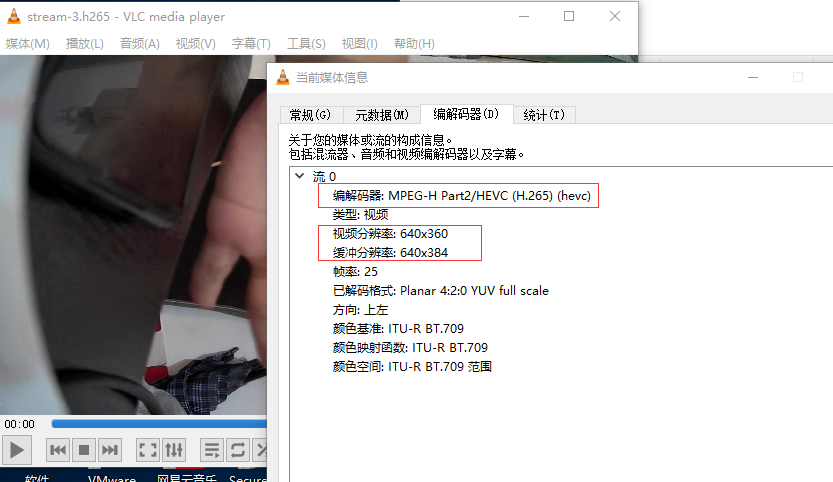 stream-3.h265 - VLC media player
媒体(M) 播放(L) 音频(A) 视频(V) 字幕(T) 工具(S) 视图(I) 帮助(H)
当前媒体信息
常规(G) 元数据(M) 编解码器(D) 统计(T)
关于您的媒体或流的构成信息。
包括混流器、音频和视频编解码器以及字幕。
流 0
编解码器: MPEG-H Part2/HEVC (H.265) (hevc)
类型: 视频
视频分辨率: 640x360
缓冲分辨率: 640x384
帧率: 25
已解码格式: Planar 4:2:0 YUV full scale
方向: 上左
颜色基准: ITU-R BT.709
颜色映射函数: ITU-R BT.709
颜色空间: ITU-R BT.709 范围
00:00
软件 VMware 网易云音乐 Secure